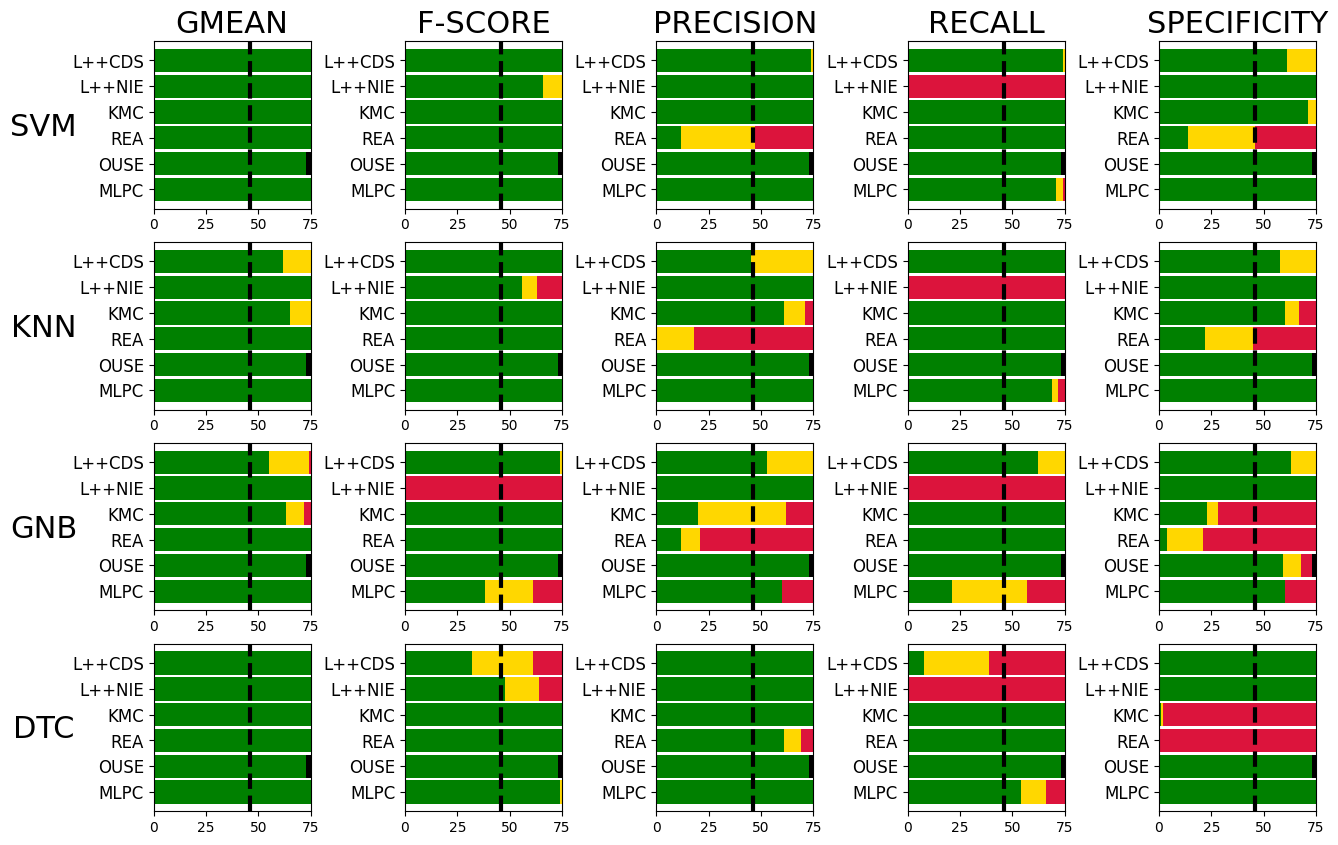 GMEAN F-SCORE PRECISION RECALL SPECIFICITY
SVM
L++CDS L++CDS L++CDS L++CDS L++CDS
L++NIE L++NIE L++NIE L++NIE L++NIE
KMC KMC KMC KMC KMC
REA REA REA REA REA
OUSE OUSE OUSE OUSE OUSE
MLPC MLPC MLPC MLPC MLPC
0 25 50 75 0 25 50 75 0 25 50 75 0 25 50 75 0 25 50 75
KNN
L++CDS L++CDS L++CDS L++CDS L++CDS
L++NIE L++NIE L++NIE L++NIE L++NIE
KMC KMC KMC KMC KMC
REA REA REA REA REA
OUSE OUSE OUSE OUSE OUSE
MLPC MLPC MLPC MLPC MLPC
0 25 50 75 0 25 50 75 0 25 50 75 0 25 50 75 0 25 50 75
GNB
L++CDS L++CDS L++CDS L++CDS L++CDS
L++NIE L++NIE L++NIE L++NIE L++NIE
KMC KMC KMC KMC KMC
REA REA REA REA REA
OUSE OUSE OUSE OUSE OUSE
MLPC MLPC MLPC MLPC MLPC
0 25 50 75 0 25 50 75 0 25 50 75 0 25 50 75 0 25 50 75
DTC
L++CDS L++CDS L++CDS L++CDS L++CDS
L++NIE L++NIE L++NIE L++NIE L++NIE
KMC KMC KMC KMC KMC
REA REA REA REA REA
OUSE OUSE OUSE OUSE OUSE
MLPC MLPC MLPC MLPC MLPC
0 25 50 75 0 25 50 75 0 25 50 75 0 25 50 75 0 25 50 75